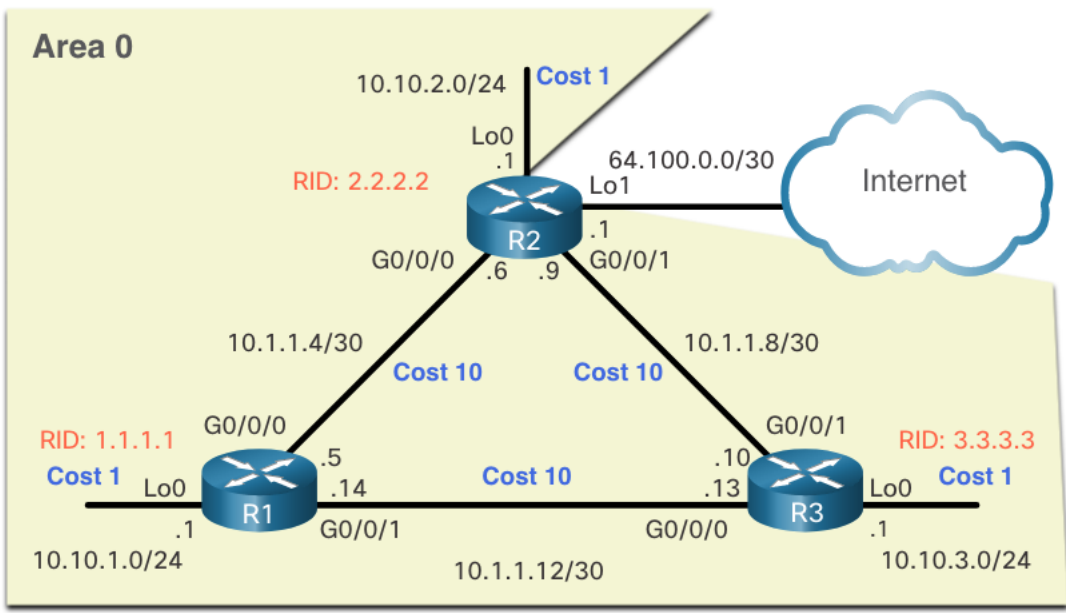 Area 0
10.10.2.0/24
Cost 1
Lo0
.1
64.100.0.0/30
Internet
RID: 2.2.2.2
Lo1
R2
.1
G0/0/0
.6
.9
G0/0/1
10.1.1.4/30
10.1.1.8/30
Cost 10
Cost 10
RID: 1.1.1.1
G0/0/0
G0/0/1
RID: 3.3.3.3
Cost 1
.5
Cost 10
.10
Cost 1
Lo0
.14
.13
Lo0
R1
R3
.1
G0/0/1
G0/0/0
.1
10.10.1.0/24
10.1.1.12/30
10.10.3.0/24